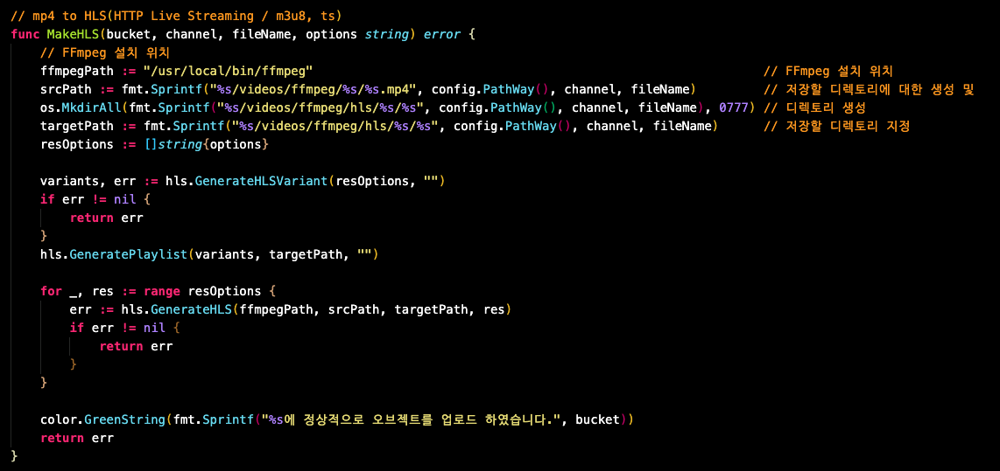 // mp4 to HLS(HTTP Live Streaming / m3u8, ts)
func MakeHLS(bucket, channel, fileName, options string) error {
    // FFmpeg 설치 위치
    ffmpegPath := "/usr/local/bin/ffmpeg" // FFmpeg 설치 위치
    srcPath := fmt.Sprintf("%s/videos/ffmpeg/%s/%s.mp4", config.PathWay(), channel, fileName) // 저장할 디렉토리에 대한 생성 및
    os.MkdirAll(fmt.Sprintf("%s/videos/ffmpeg/hls/%s/%s", config.PathWay(), channel, fileName), 0777) // 디렉토리 생성
    targetPath := fmt.Sprintf("%s/videos/ffmpeg/hls/%s/%s", config.PathWay(), channel, fileName) // 저장할 디렉토리 지정
    resOptions := []string{options}

    variants, err := hls.GenerateHLSVariant(resOptions, "")
    if err != nil {
        return err
    }
    hls.GeneratePlaylist(variants, targetPath, "")

    for _, res := range resOptions {
        err := hls.GenerateHLS(ffmpegPath, srcPath, targetPath, res)
        if err != nil {
            return err
        }
    }

    color.GreenString(fmt.Sprintf("%s에 정상적으로 오브젝트를 업로드 하였습니다.", bucket))
    return err
}